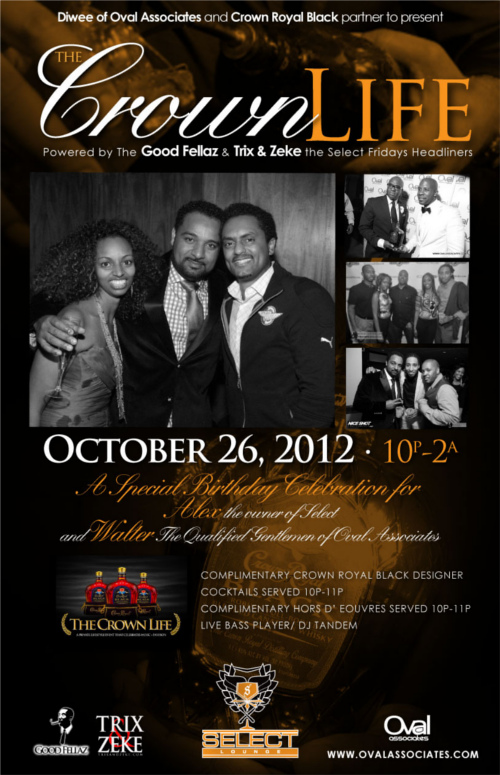 Diwee of Oval Associates and Crown Royal Black partner to present
THE
Crown LIFE
Powered by The Good Fellaz & Trix & Zeke the Select Fridays Headliners
OCTOBER 26, 2012 · 10P-2A
A Special Birthday Celebration for
Alex the owner of Select
and Walter The Qualified Gentlemen of Oval Associates
COMPLIMENTARY CROWN ROYAL BLACK DESIGNER
COCKTAILS SERVED 10P-11P
COMPLIMENTARY HORS D' EOUVRES SERVED 10P-11P
LIVE BASS PLAYER/ DJ TANDEM
THE CROWN LIFE
GOODFELLAZ
TRIX
&
ZEKE
S
SELECT
LOUNGE
Oval
associates
WWW.OVALASSOCIATES.COM